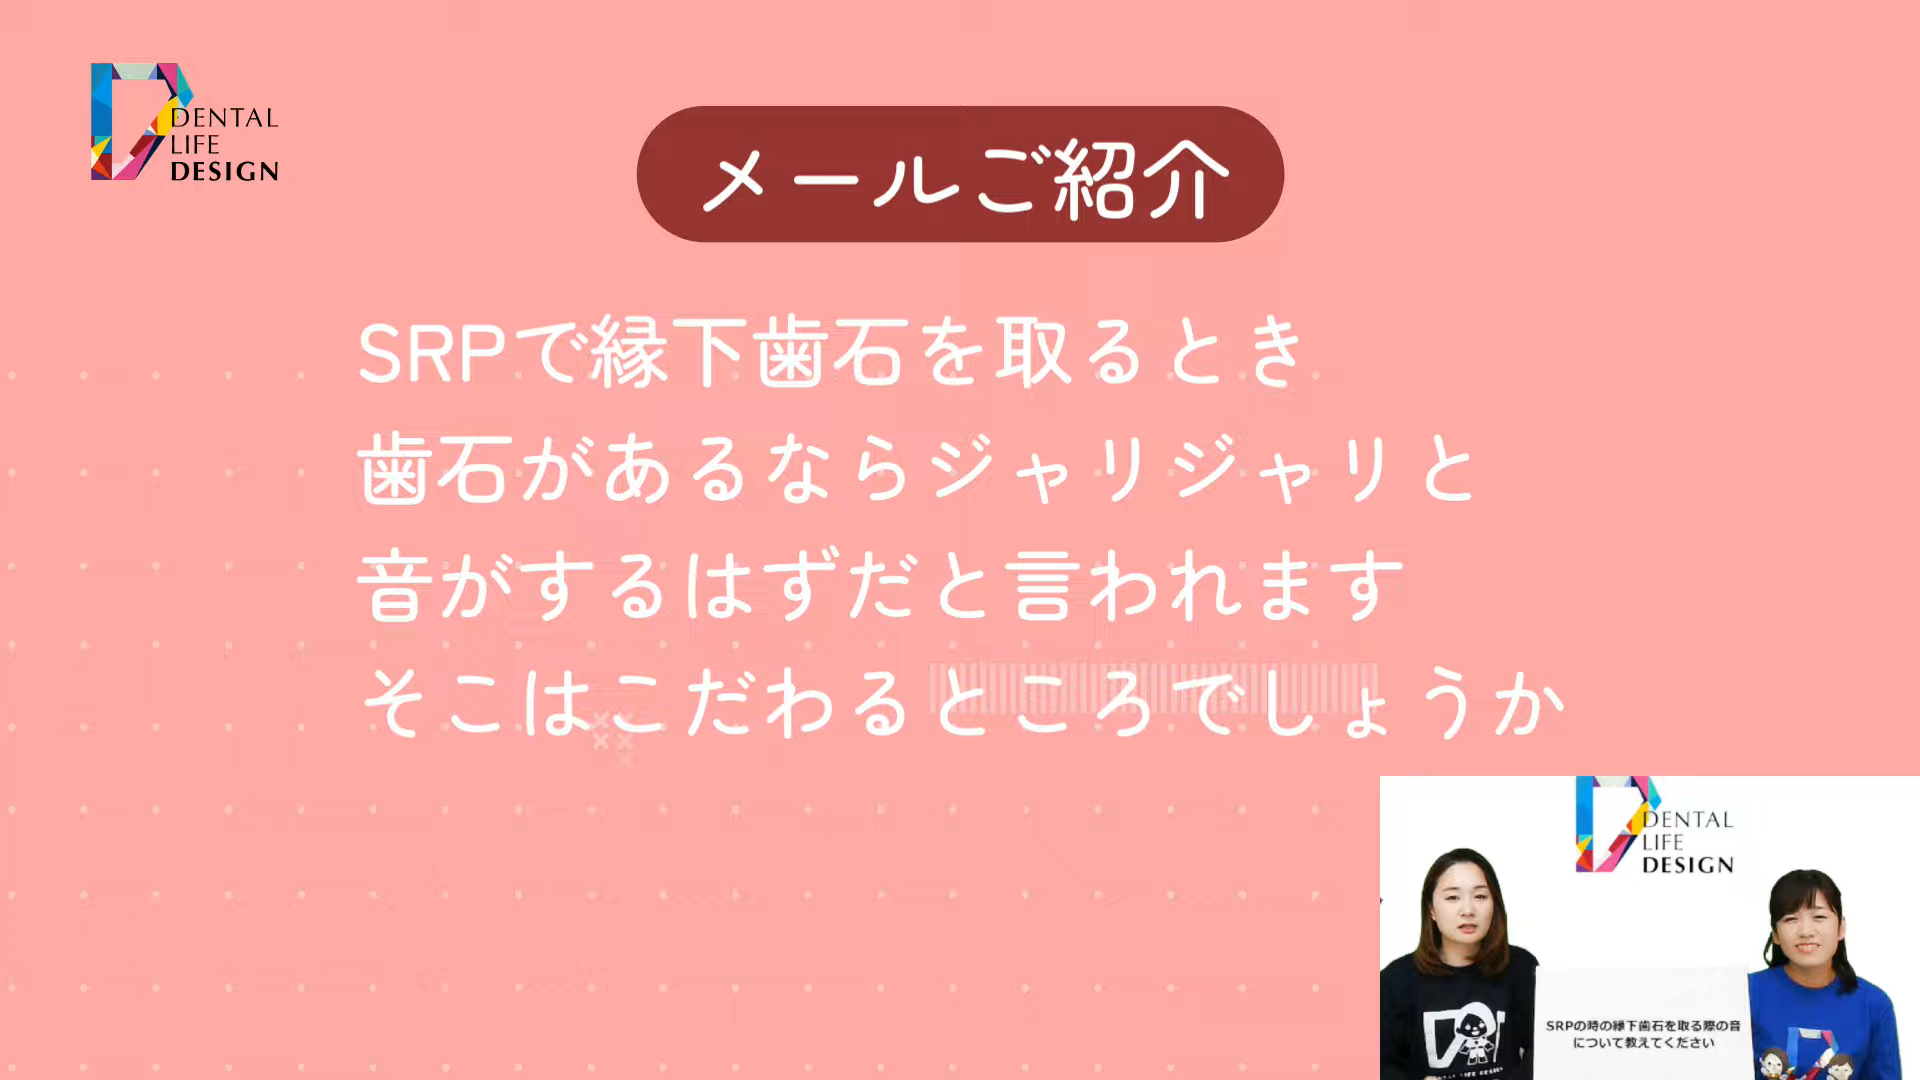 DENTAL
LIFE
DESIGN
メールご紹介
SRPで縁下歯石を取るとき
歯石があるならジャリジャリと
音がするはずだと言われます
そこはこだわるところでしょうか
DENTAL
LIFE
DESIGN
SRPの時の縁下歯石を取る際の音
について教えてください